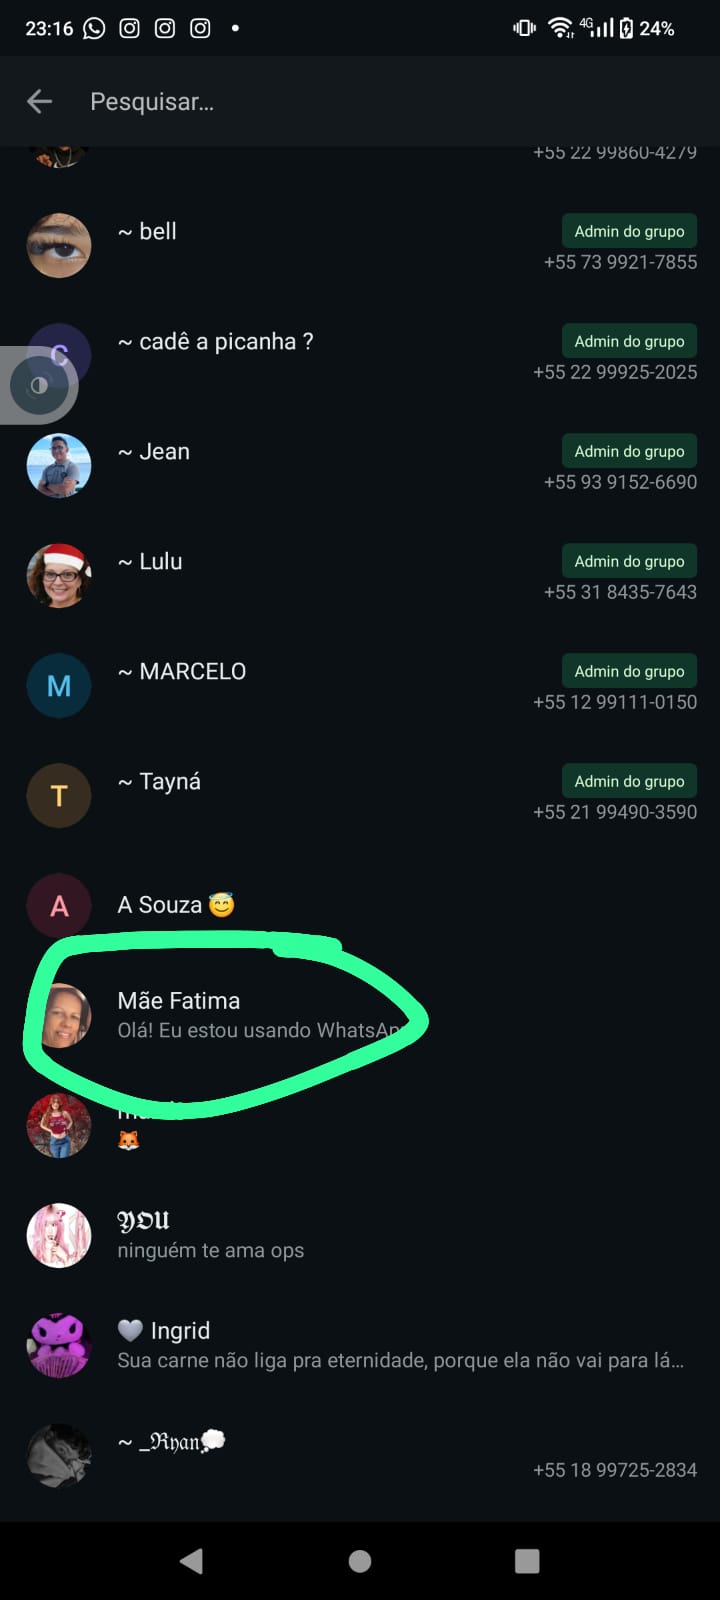 23:16
4G
24%
Pesquisar...
+55 22 99860-4279
~ bell
Admin do grupo
+55 73 9921-7855
C
~ cadê a picanha ?
Admin do grupo
+55 22 99925-2025
~ Jean
Admin do grupo
+55 93 9152-6690
~ Lulu
Admin do grupo
+55 31 8435-7643
M
~ MARCELO
Admin do grupo
+55 12 99111-0150
T
~ Tayná
Admin do grupo
+55 21 99490-3590
A
A Souza 😇
Mãe Fatima
Olá! Eu estou usando WhatsAp
🦊
𝖄𝕺𝖀
ninguém te ama ops
🤍 Ingrid
Sua carne não liga pra eternidade, porque ela não vai para lá...
~ _ℜ𝔶𝔞𝔫💭
+55 18 99725-2834